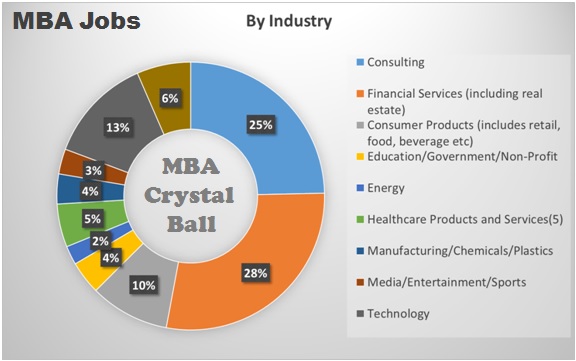 MBA Jobs
By Industry
6%
25%
13%
3%
4%
5%
2%
4%
10%
28%
MBA
Crystal
Ball
Consulting
Financial Services (including real
estate)
Consumer Products (includes retail,
food, beverage etc)
Education/Government/Non-Profit
Energy
Healthcare Products and Services(5)
Manufacturing/Chemicals/Plastics
Media/Entertainment/Sports
Technology